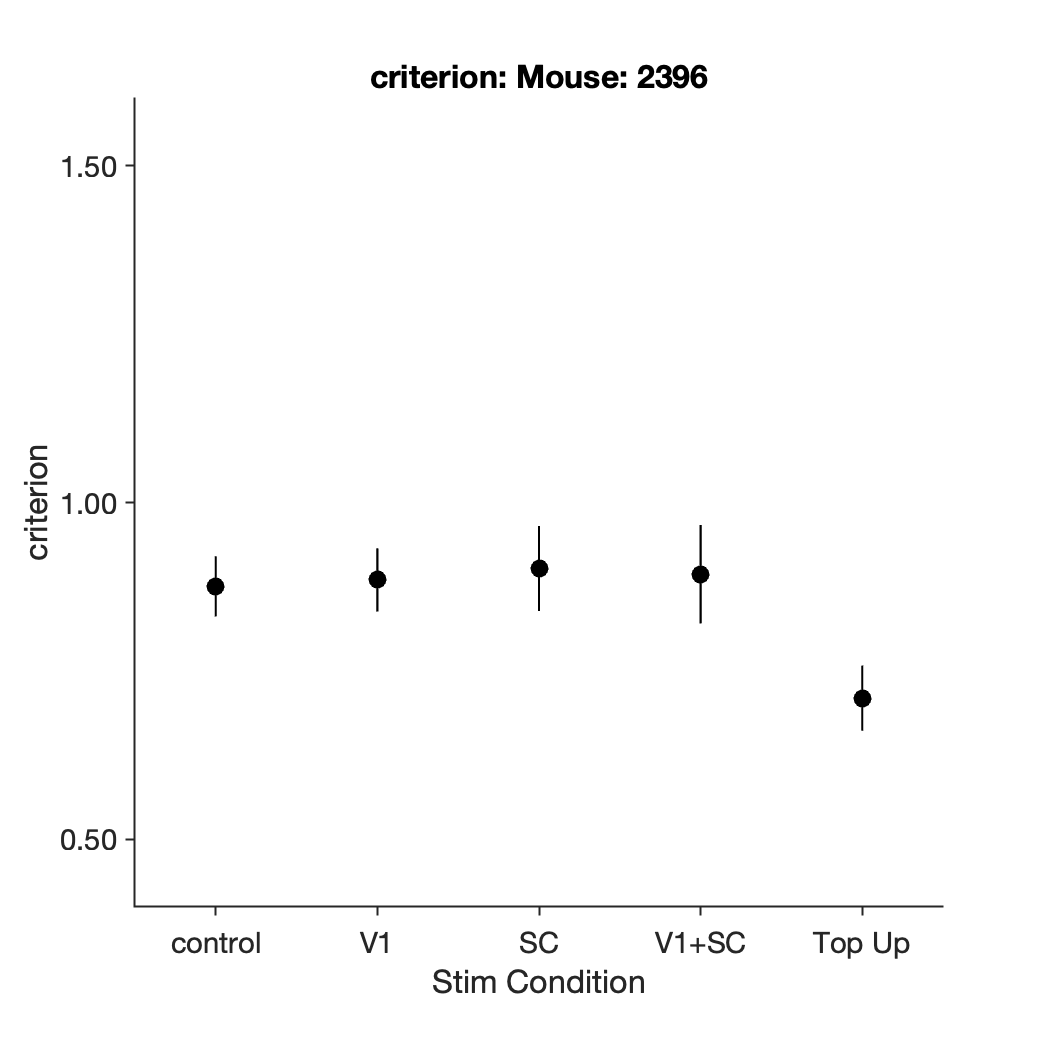 criterion: Mouse: 2396
1.50
1.00
0.50
criterion
control V1 SC V1+SC Top Up
Stim Condition